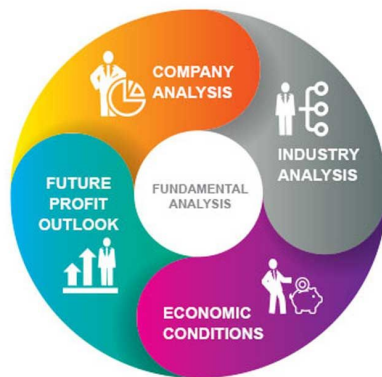 COMPANY
ANALYSIS
INDUSTRY
ANALYSIS
FUTURE
PROFIT
OUTLOOK
FUNDAMENTAL
ANALYSIS
ECONOMIC
CONDITIONS